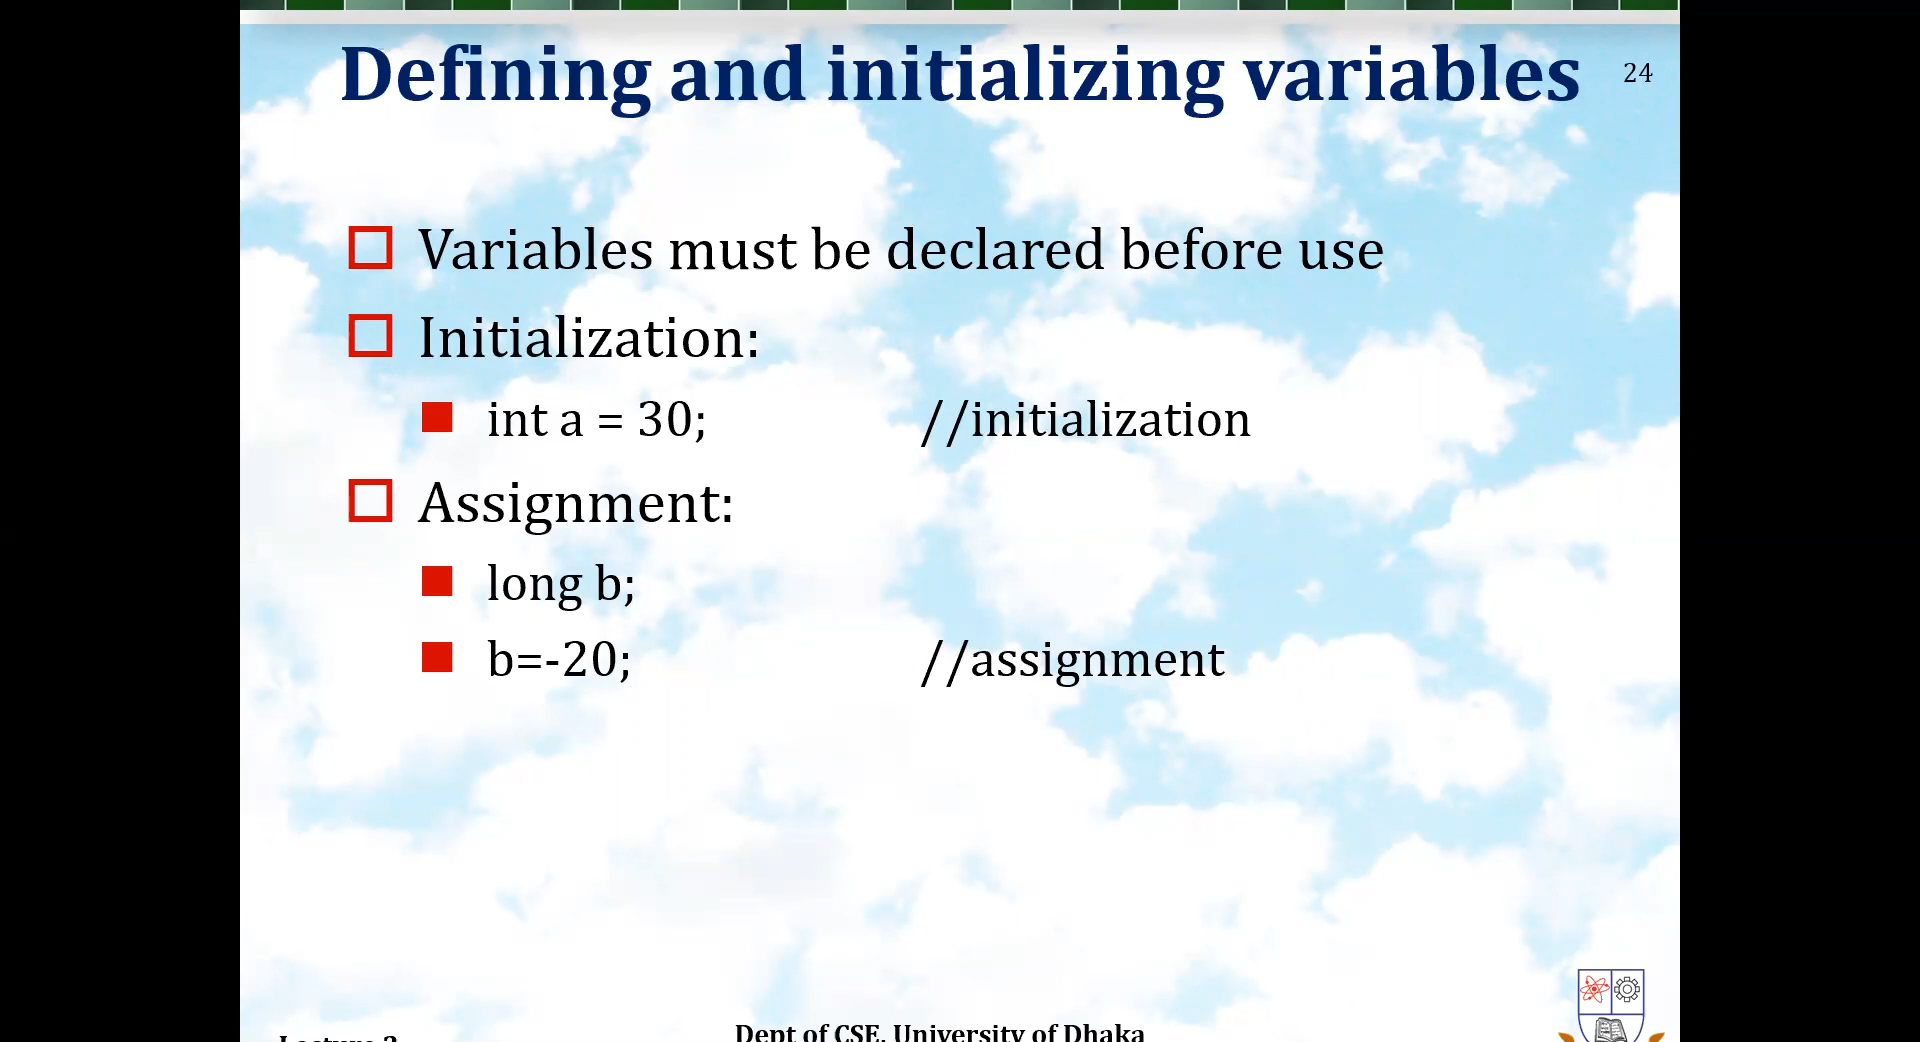 Defining and initializing variables
24
Variables must be declared before use
Initialization:
int a = 30; //initialization
Assignment:
long b;
b=-20; //assignment
Dept of CSE, University of Dhaka